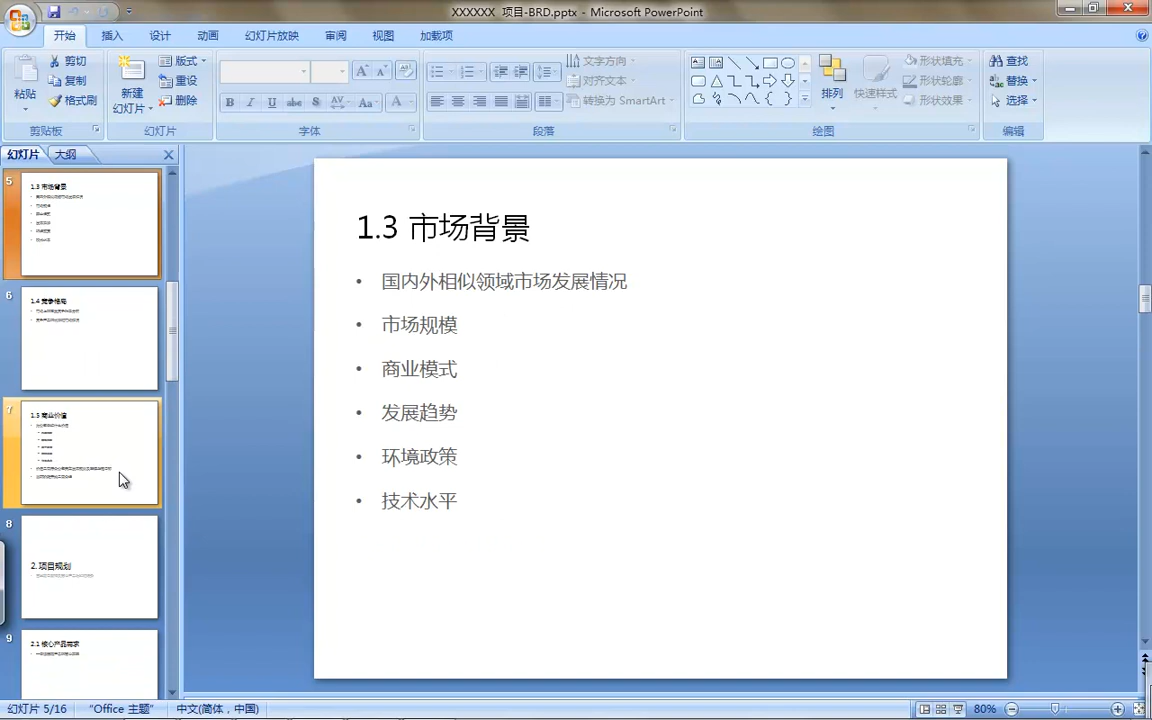 XXXXXX 项目-BRD.pptx - Microsoft PowerPoint
开始 插入 设计 动画 幻灯片放映 审阅 视图 加载项
粘贴 剪切 复制 格式刷
剪贴板
新建幻灯片 版式 重设 删除
幻灯片
B I U abc S AV Aa A
字体
文字方向
对齐文本
转换为 SmartArt
段落
排列 快速样式 形状填充 形状轮廓 形状效果
绘图
查找
替换
选择
编辑
幻灯片 大纲
5
1.3 市场背景
6
1.4 竞争格局
7
1.5 商业价值
8
2. 项目规划
9
2.1 核心产品需求
1.3 市场背景
• 国内外相似领域市场发展情况
• 市场规模
• 商业模式
• 发展趋势
• 环境政策
• 技术水平
幻灯片 5/16 "Office 主题" 中文(简体，中国) 80%